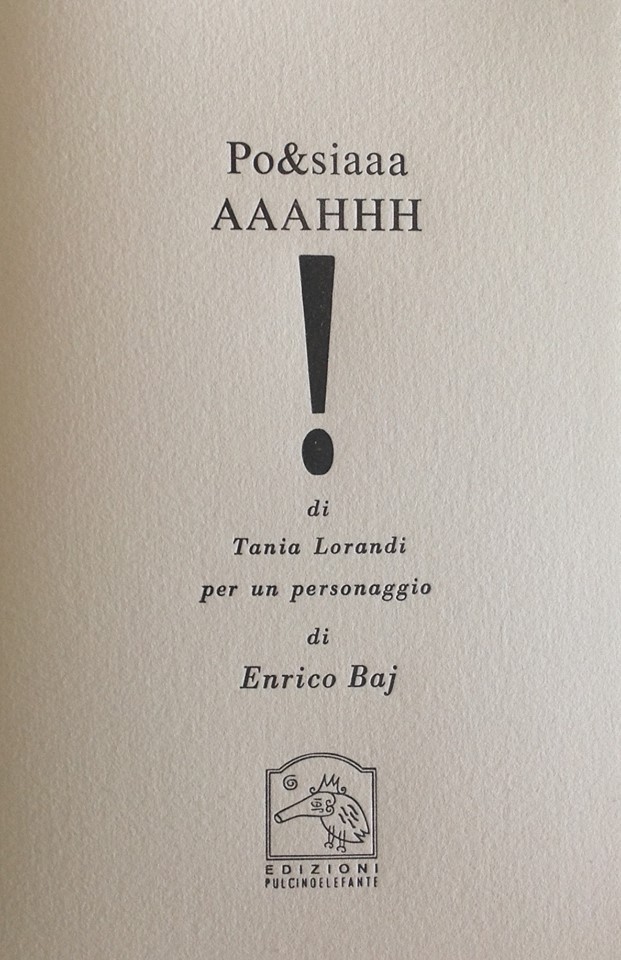 Po&siaaa
AAAHHH
!
di
Tania Lorandi
per un personaggio
di
Enrico Baj
EDIZIONI
PULCINOELEFANTE